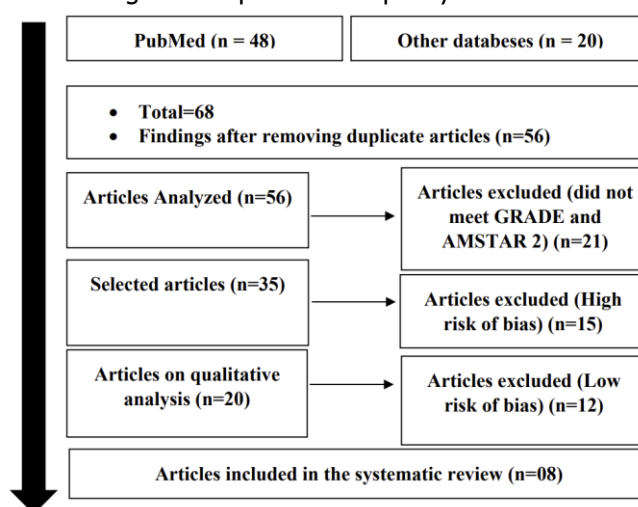 PubMed (n = 48)
Other databeses (n = 20)
• Total=68
• Findings after removing duplicate articles (n=56)
Articles Analyzed (n=56)
Articles excluded (did not
meet GRADE and
AMSTAR 2) (n=21)
Selected articles (n=35)
Articles excluded (High
risk of bias) (n=15)
Articles on qualitative
analysis (n=20)
Articles excluded (Low
risk of bias) (n=12)
Articles included in the systematic review (n=08)